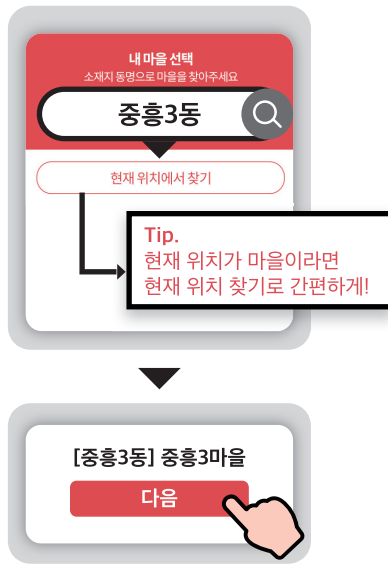 내 마을 선택
소재지 동명으로 마을을 찾아주세요
중흥3동
현재 위치에서 찾기
Tip.
현재 위치가 마을이라면
현재 위치 찾기로 간편하게!
[중흥3동] 중흥3마을
다음